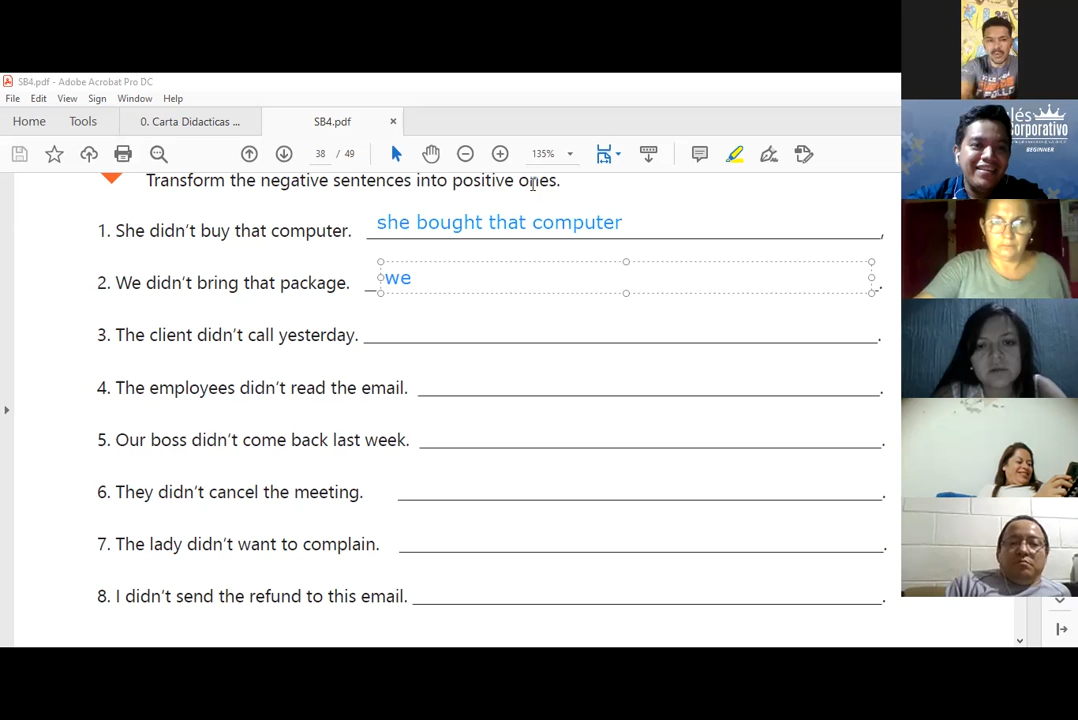 SB4.pdf - Adobe Acrobat Pro DC
File Edit View Sign Window Help
Home Tools 0. Carta Didacticas ... SB4.pdf ×
38 / 49 135%
Transform the negative sentences into positive ones.
1. She didn't buy that computer. she bought that computer
2. We didn't bring that package. we
3. The client didn't call yesterday.
4. The employees didn't read the email.
5. Our boss didn't come back last week.
6. They didn't cancel the meeting.
7. The lady didn't want to complain.
8. I didn't send the refund to this email.
BEGINNER